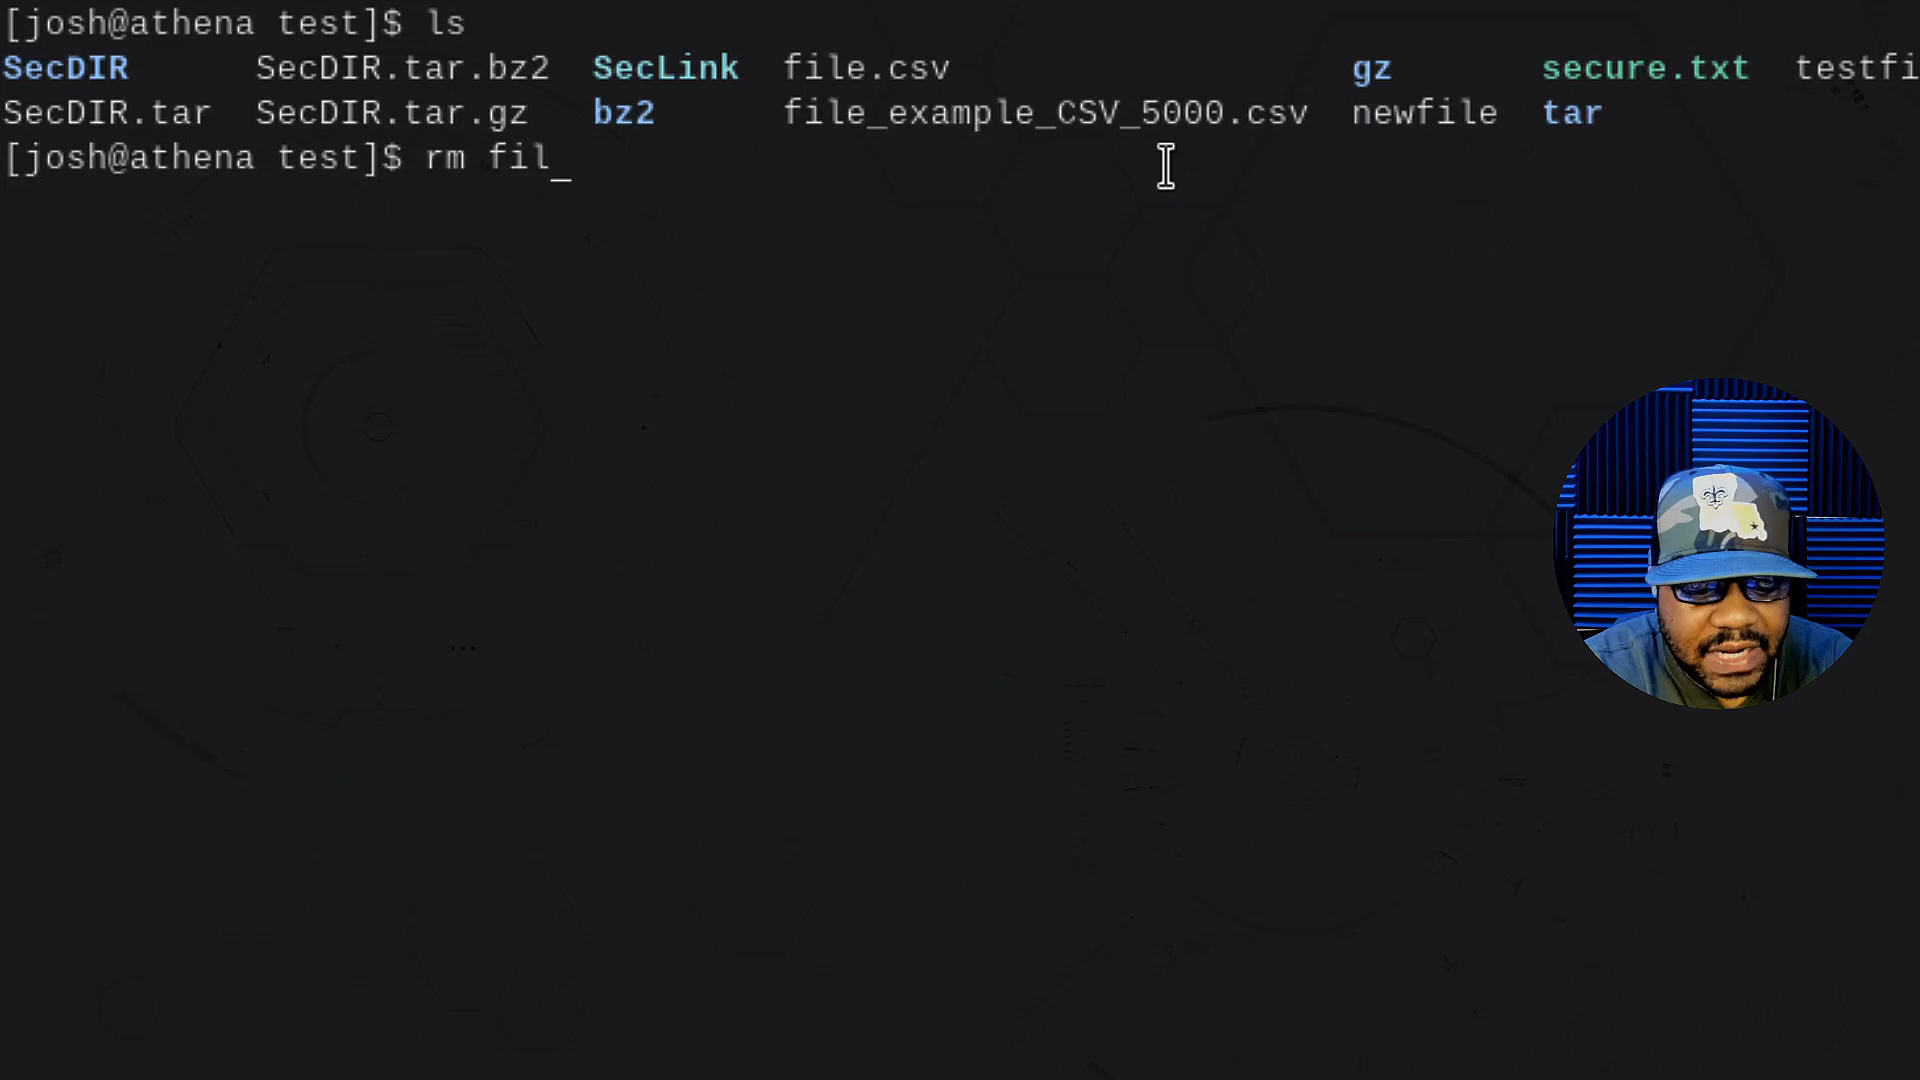 [josh@athena test]$ ls
SecDIR SecDIR.tar.bz2 SecLink file.csv gz secure.txt testfi
SecDIR.tar SecDIR.tar.gz bz2 file_example_CSV_5000.csv newfile tar
[josh@athena test]$ rm fil_